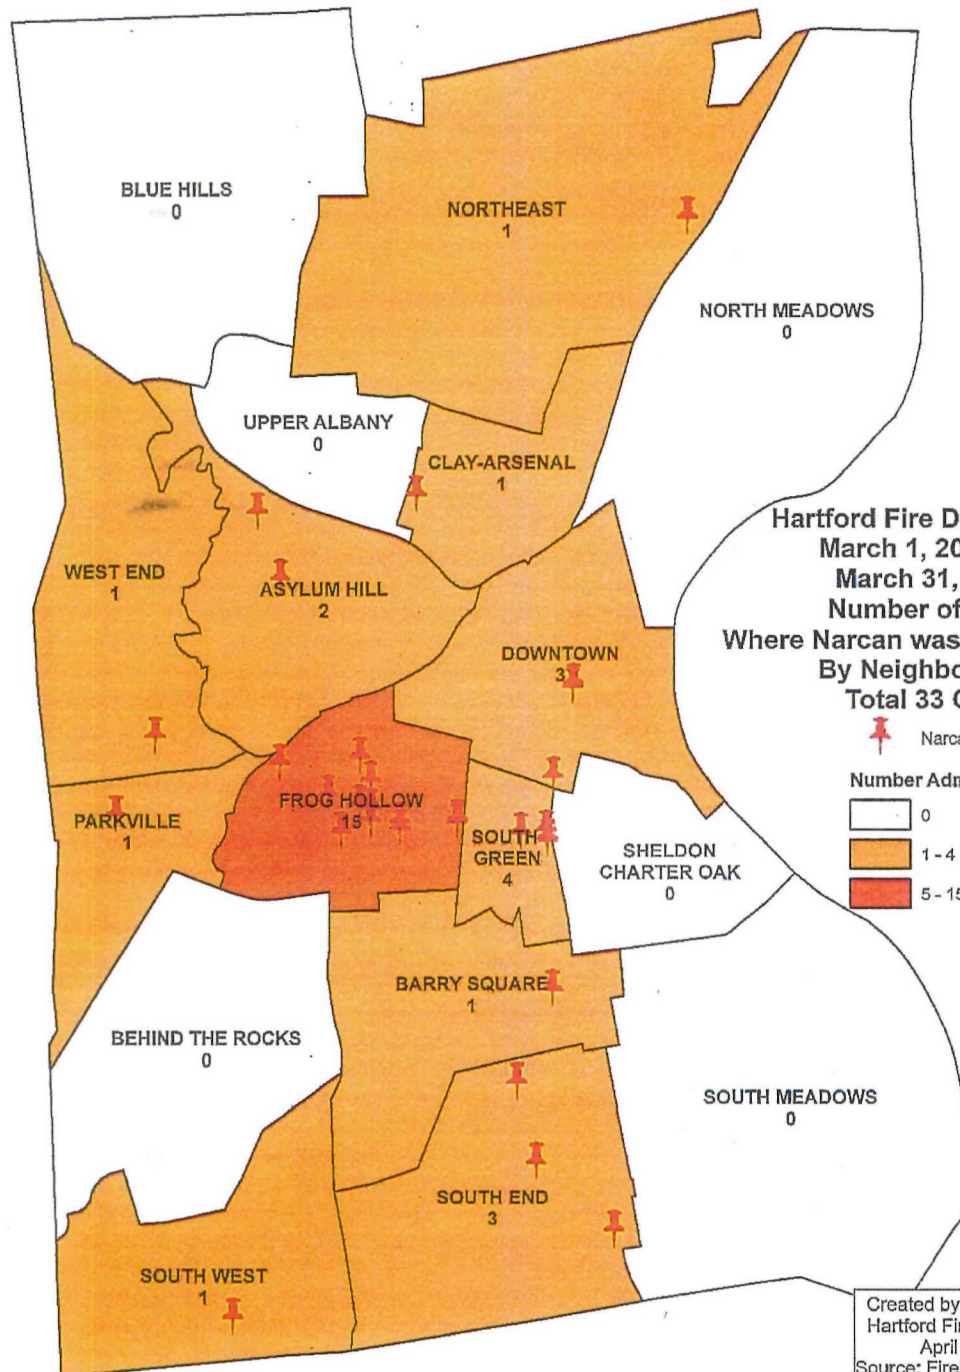 BLUE HILLS
0
NORTHEAST
1
NORTH MEADOWS
0
UPPER ALBANY
0
CLAY-ARSENAL
1
Hartford Fire D
March 1, 20
March 31,
Number of
Where Narcan was
By Neighbo
Total 33 C
Narca
Number Adm
0
1 - 4
5 - 15
WEST END
1
ASYLUM HILL
2
DOWNTOWN
3
PARKVILLE
1
FROG HOLLOW
15
SOUTH
GREEN
4
SHELDON
CHARTER OAK
0
BARRY SQUARE
1
BEHIND THE ROCKS
0
SOUTH MEADOWS
0
SOUTH END
3
SOUTH WEST
1
Created by
Hartford Fir
April
Source: Fire